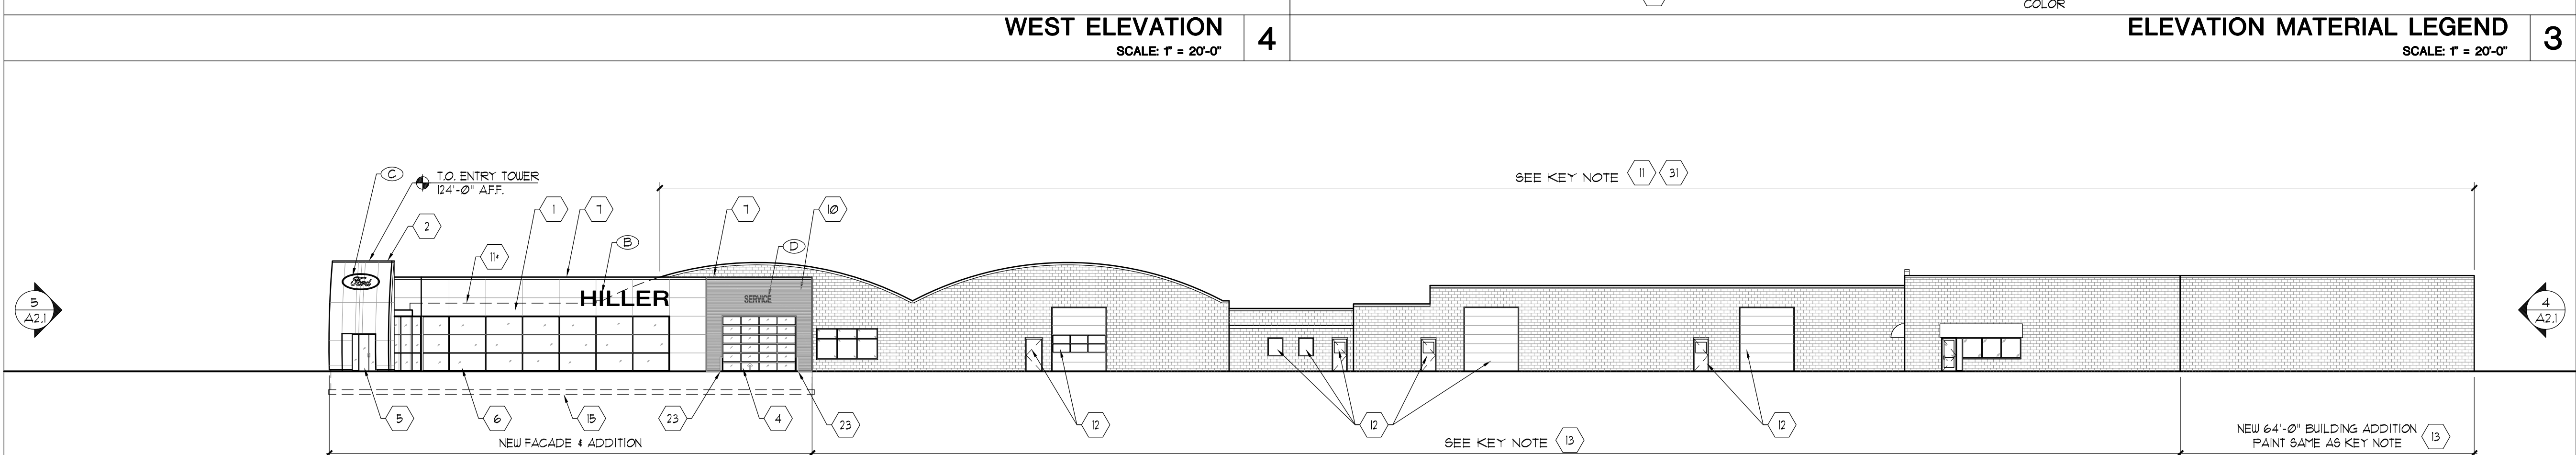 COLOR
WEST ELEVATION
SCALE: 1" = 20'-0"
4
ELEVATION MATERIAL LEGEND
SCALE: 1" = 20'-0"
3
C
T.O. ENTRY TOWER
124'-0" A.F.F.
SEE KEY NOTE 11 31
2
1
7
7
10
B
D
11*
Ford
HILLER
SERVICE
5
A2.1
4
A2.1
5
6
15
23
4
23
12
12
12
NEW FACADE & ADDITION
SEE KEY NOTE 13
NEW 64'-0" BUILDING ADDITION
PAINT SAME AS KEY NOTE 13